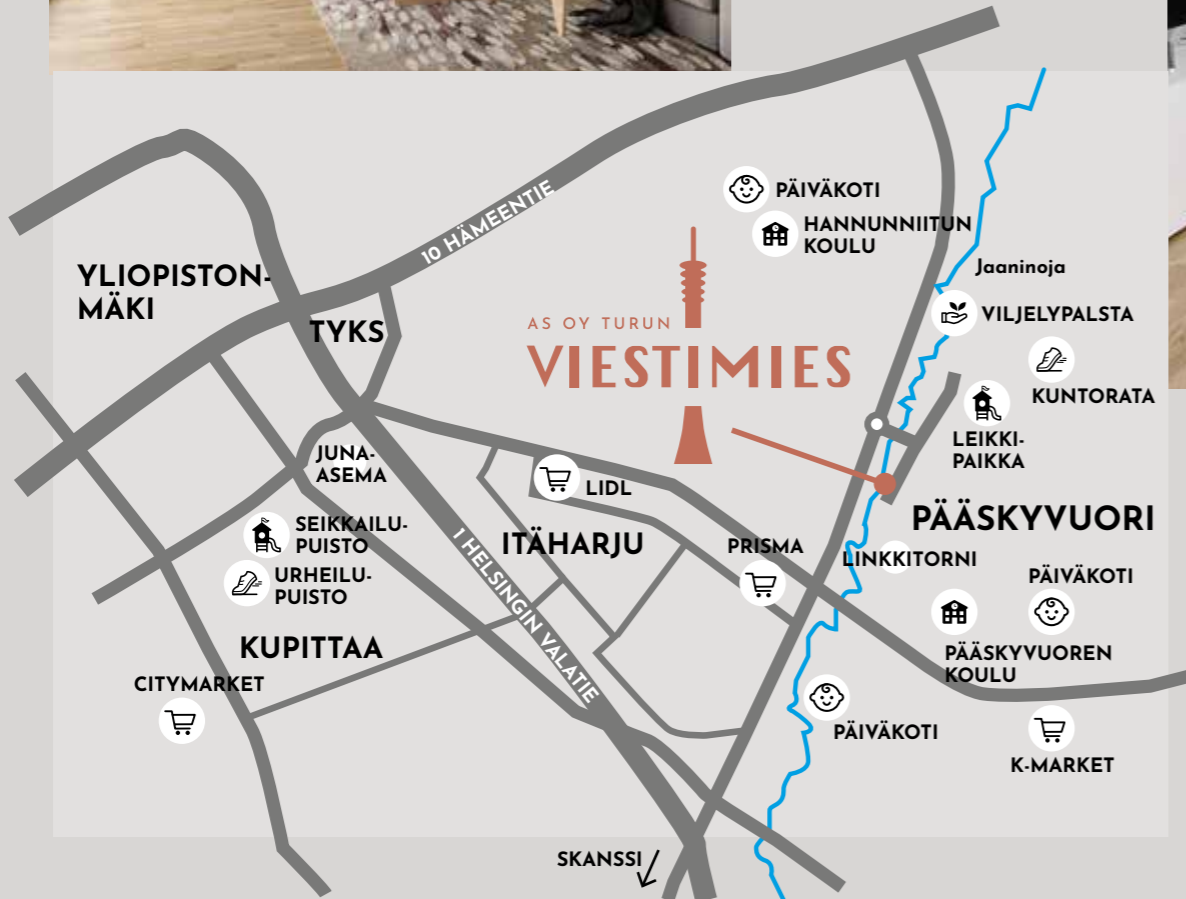 PÄIVÄKOTI
HANNUNNIITUN
KOULU
10 HÄMEENTIE
YLIOPISTON-
MÄKI
TYKS
Jaaninoja
VILJELYPALSTA
AS OY TURUN
VIESTIMIES
KUNTORATA
LEIKKI-
PAIKKA
JUNA-
ASEMA
LIDL
PÄÄSKYVUORI
SEIKKAILU-
PUISTO
ITÄHARJU
PRISMA
LINKKITORNI
URHEILU-
PUISTO
1 HELSINGIN VALATIE
PÄIVÄKOTI
KUPITTAA
PÄÄSKYVUOREN
KOULU
CITYMARKET
PÄIVÄKOTI
K-MARKET
SKANSSI